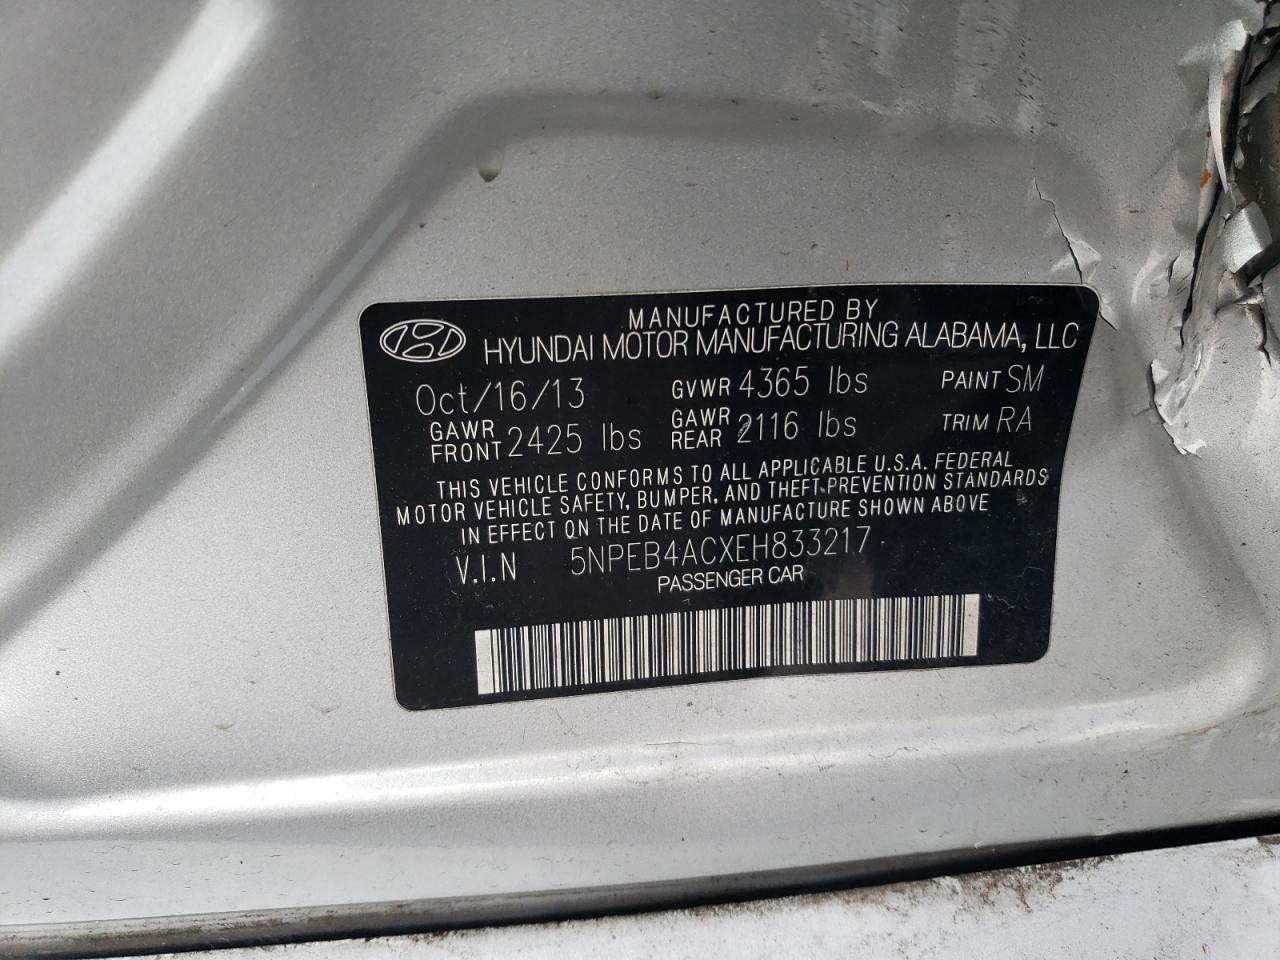 MANUFACTURED BY
HYUNDAI MOTOR MANUFACTURING ALABAMA, LLC
Oct/16/13 GVWR 4365 lbs PAINT SM
GAWR FRONT 2425 lbs GAWR REAR 2116 lbs TRIM RA
THIS VEHICLE CONFORMS TO ALL APPLICABLE U.S.A. FEDERAL
MOTOR VEHICLE SAFETY, BUMPER, AND THEFT PREVENTION STANDARDS
IN EFFECT ON THE DATE OF MANUFACTURE SHOWN ABOVE
V.I.N 5NPEB4ACXEH833217
PASSENGER CAR